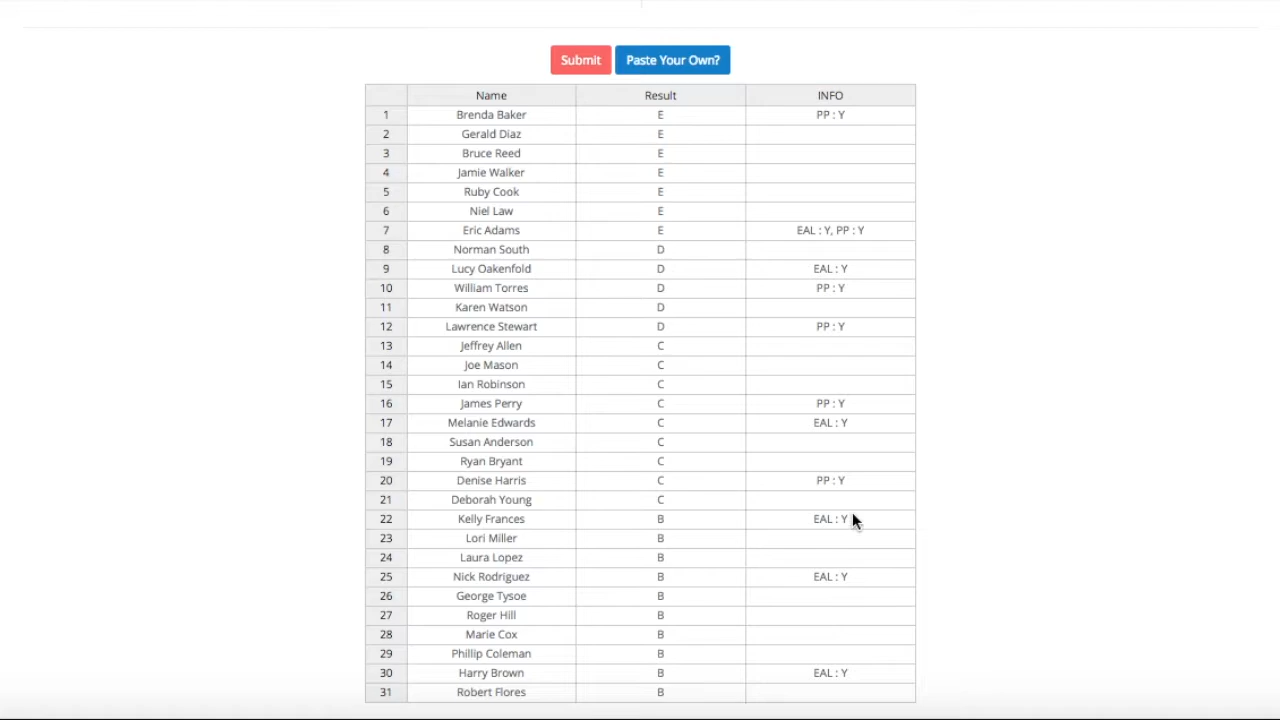 Submit Paste Your Own?
Name Result INFO
1 Brenda Baker E PP : Y
2 Gerald Diaz E
3 Bruce Reed E
4 Jamie Walker E
5 Ruby Cook E
6 Niel Law E
7 Eric Adams E EAL : Y, PP : Y
8 Norman South D
9 Lucy Oakenfold D EAL : Y
10 William Torres D PP : Y
11 Karen Watson D
12 Lawrence Stewart D PP : Y
13 Jeffrey Allen C
14 Joe Mason C
15 Ian Robinson C
16 James Perry C PP : Y
17 Melanie Edwards C EAL : Y
18 Susan Anderson C
19 Ryan Bryant C
20 Denise Harris C PP : Y
21 Deborah Young C
22 Kelly Frances B EAL : Y
23 Lori Miller B
24 Laura Lopez B
25 Nick Rodriguez B EAL : Y
26 George Tysoe B
27 Roger Hill B
28 Marie Cox B
29 Phillip Coleman B
30 Harry Brown B EAL : Y
31 Robert Flores B